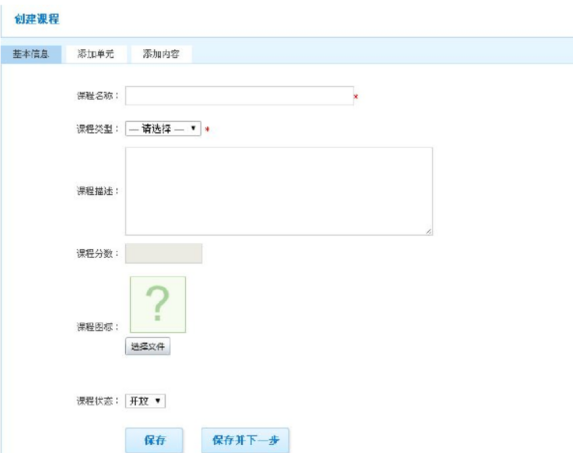 创建课程
基本信息 添加单元 添加内容
课程名称： *
课程类型： — 请选择 — ▼ *
课程描述：
课程分数：
?
课程图标：
选择文件
课程状态： 开放 ▼
保存 保存并下一步